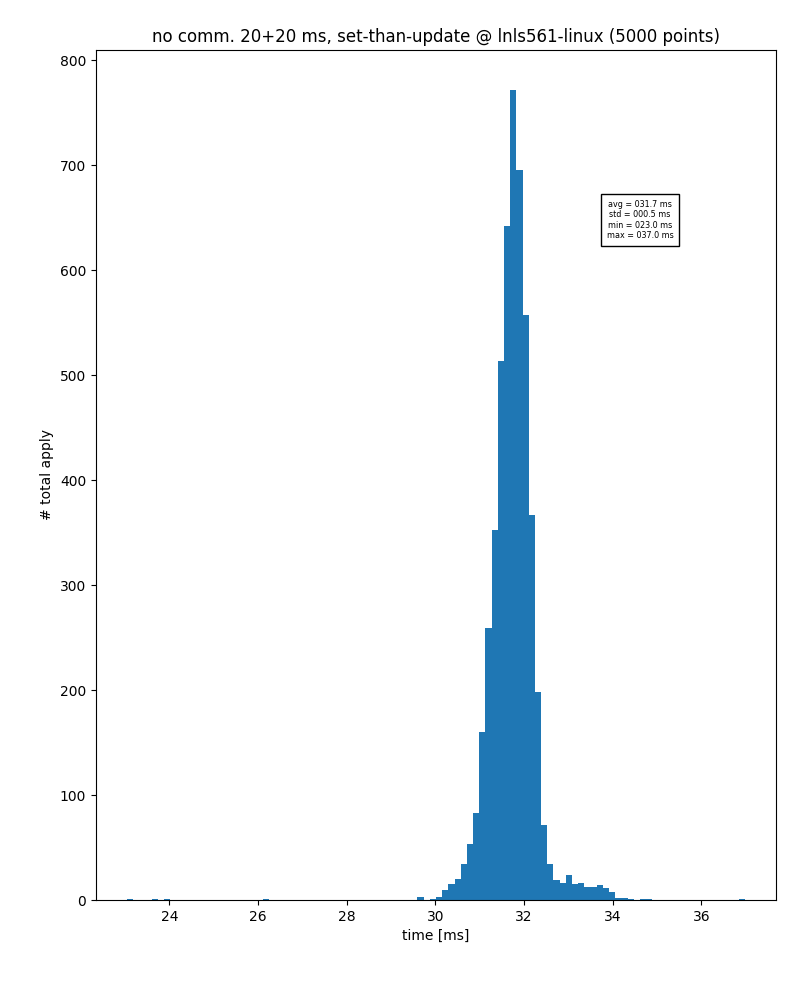 no comm. 20+20 ms, set-than-update @ lnls561-linux (5000 points)
800
700
600
500
400
300
200
100
0
# total apply
avg = 031.7 ms
std = 000.5 ms
min = 023.0 ms
max = 037.0 ms
24 26 28 30 32 34 36
time [ms]